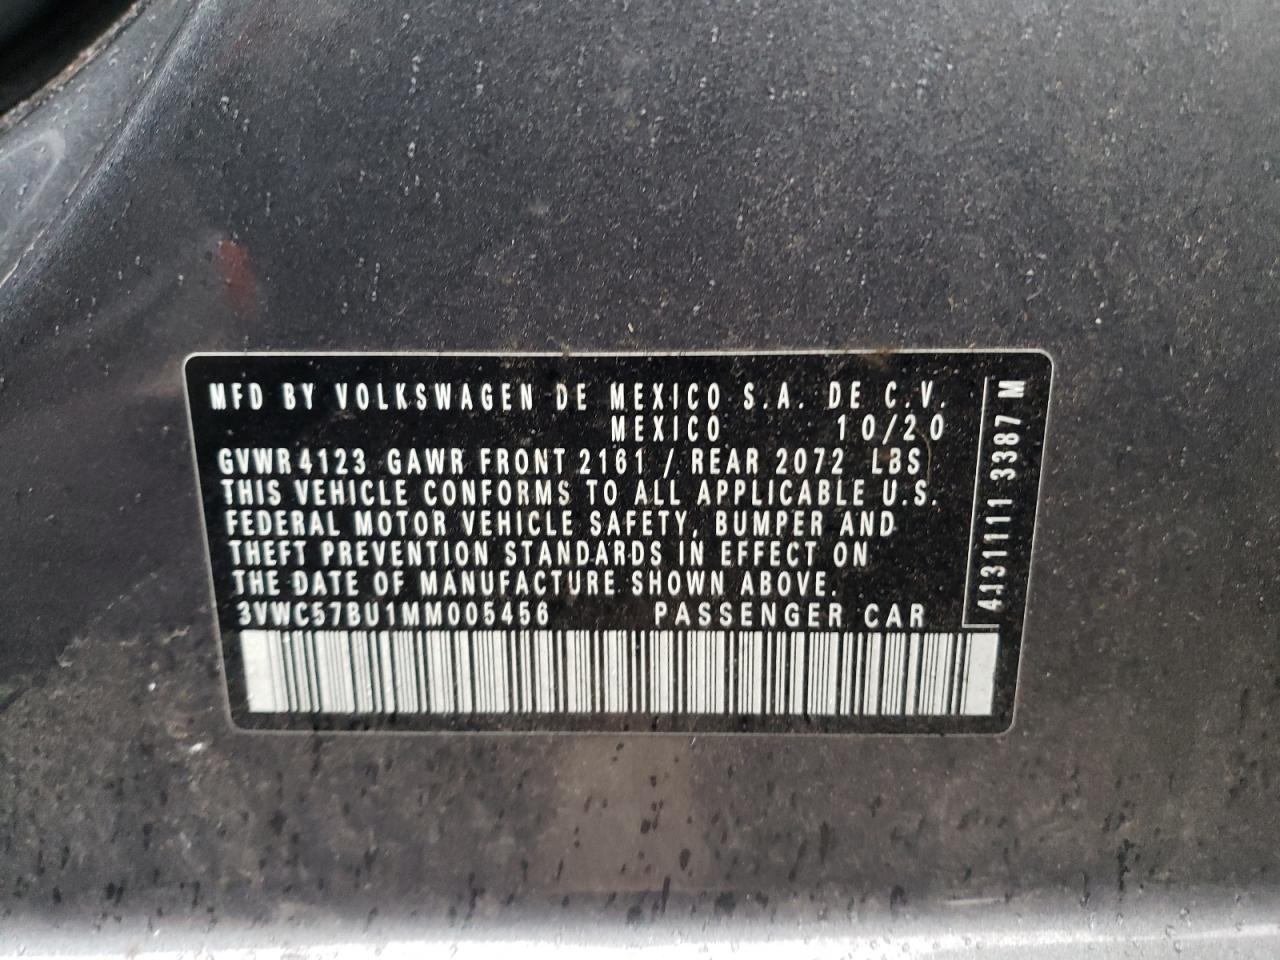 MFD BY VOLKSWAGEN DE MEXICO S.A. DE C.V.
MEXICO 10/20
GVWR 4123 GAWR FRONT 2161 / REAR 2072 LBS
THIS VEHICLE CONFORMS TO ALL APPLICABLE U.S.
FEDERAL MOTOR VEHICLE SAFETY, BUMPER AND
THEFT PREVENTION STANDARDS IN EFFECT ON
THE DATE OF MANUFACTURE SHOWN ABOVE.
3VWC57BU1MM005456 PASSENGER CAR
4131111 3387 M